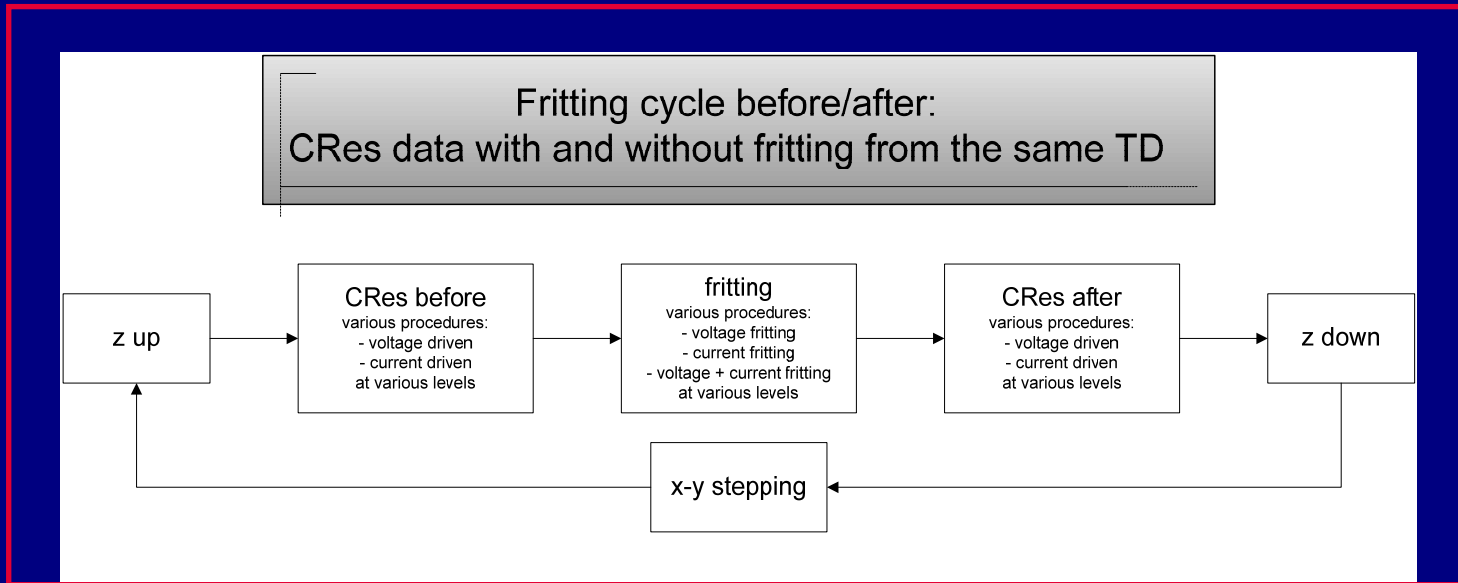 Fritting cycle before/after:
CRes data with and without fritting from the same TD
z up
CRes before
various procedures:
- voltage driven
- current driven
at various levels
fritting
various procedures:
- voltage fritting
- current fritting
- voltage + current fritting
at various levels
CRes after
various procedures:
- voltage driven
- current driven
at various levels
z down
x-y stepping